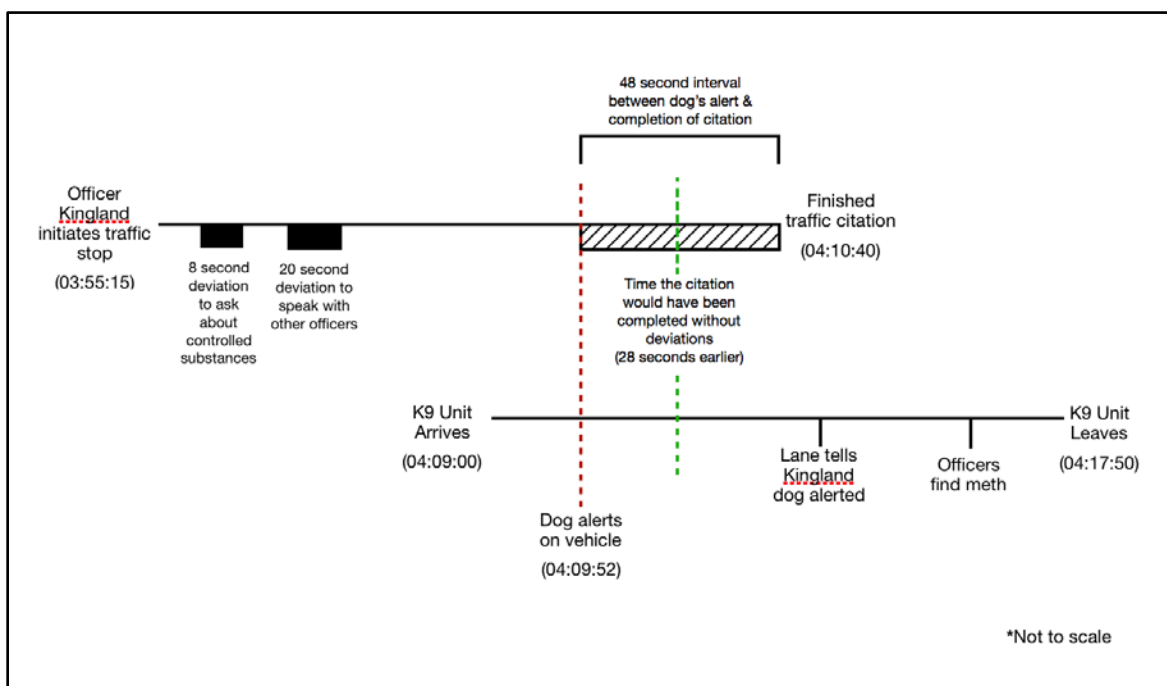 48 second interval
between dog's alert &
completion of citation
Officer
Kingland
initiates traffic
stop
(03:55:15)
8 second
deviation
to ask
about
controlled
substances
20 second
deviation to
speak with
other officers
Finished
traffic citation
(04:10:40)
Time the citation
would have been
completed without
deviations
(28 seconds earlier)
K9 Unit
Arrives
(04:09:00)
Dog alerts
on vehicle
(04:09:52)
Lane tells
Kingland
dog alerted
Officers
find meth
K9 Unit
Leaves
(04:17:50)
*Not to scale